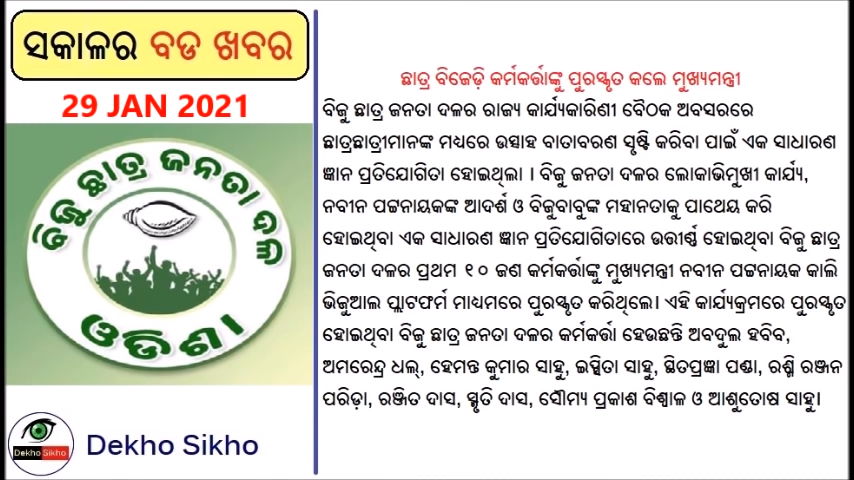 ସକାଳର ବଡ ଖବର
29 JAN 2021
ବିଜୁ ଛାତ୍ର ଜନତା ଦଳ
ଓଡିଶା
Dekho Sikho
Dekho Sikho
ଛାତ୍ର ବିଜେଡ଼ି କର୍ମକର୍ତ୍ତାଙ୍କୁ ପୁରସ୍କୃତ କଲେ ମୁଖ୍ୟମନ୍ତ୍ରୀ
ବିଜୁ ଛାତ୍ର ଜନତା ଦଳର ରାଜ୍ୟ କାର୍ଯ୍ୟକାରିଣୀ ବୈଠକ ଅବସରରେ
ଛାତ୍ରଛାତ୍ରୀମାନଙ୍କ ମଧ୍ୟରେ ଉତ୍ସାହ ବାତାବରଣ ସୃଷ୍ଟି କରିବା ପାଇଁ ଏକ ସାଧାରଣ
ଜ୍ଞାନ ପ୍ରତିଯୋଗିତା ହୋଇଥିଲା । ବିଜୁ ଜନତା ଦଳର ଲୋକାଭିମୁଖୀ କାର୍ଯ୍ୟ,
ନବୀନ ପଟ୍ଟନାୟକଙ୍କ ଆଦର୍ଶ ଓ ବିଜୁବାବୁଙ୍କ ମହାନତାକୁ ପାଥେୟ କରି
ହୋଇଥିବା ଏକ ସାଧାରଣ ଜ୍ଞାନ ପ୍ରତିଯୋଗିତାରେ ଉତ୍ତୀର୍ଣ୍ଣ ହୋଇଥିବା ବିଜୁ ଛାତ୍ର
ଜନତା ଦଳର ପ୍ରଥମ ୧୦ ଜଣ କର୍ମକର୍ତ୍ତାଙ୍କୁ ମୁଖ୍ୟମନ୍ତ୍ରୀ ନବୀନ ପଟ୍ଟନାୟକ କାଲି
ଭିଜୁଆଲ ପ୍ଲାଟଫର୍ମ ମାଧ୍ୟମରେ ପୁରସ୍କୃତ କରିଥିଲେ। ଏହି କାର୍ଯ୍ୟକ୍ରମରେ ପୁରସ୍କୃତ
ହୋଇଥିବା ବିଜୁ ଛାତ୍ର ଜନତା ଦଳର କର୍ମକର୍ତ୍ତା ହେଉଛନ୍ତି ଅବଦୁଲ ହବିବ,
ଅମରେନ୍ଦ୍ର ଧଲ୍, ହେମନ୍ତ କୁମାର ସାହୁ, ଇପ୍ସିତା ସାହୁ, ସ୍ଥିତପ୍ରଜ୍ଞା ପଣ୍ଡା, ରଶ୍ମି ରଞ୍ଜନ
ପରିଡ଼ା, ରଞ୍ଜିତ ଦାସ, ସ୍ମୃତି ଦାସ, ସୌମ୍ୟ ପ୍ରକାଶ ବିଶ୍ୱାଳ ଓ ଆଶୁତୋଷ ସାହୁ।